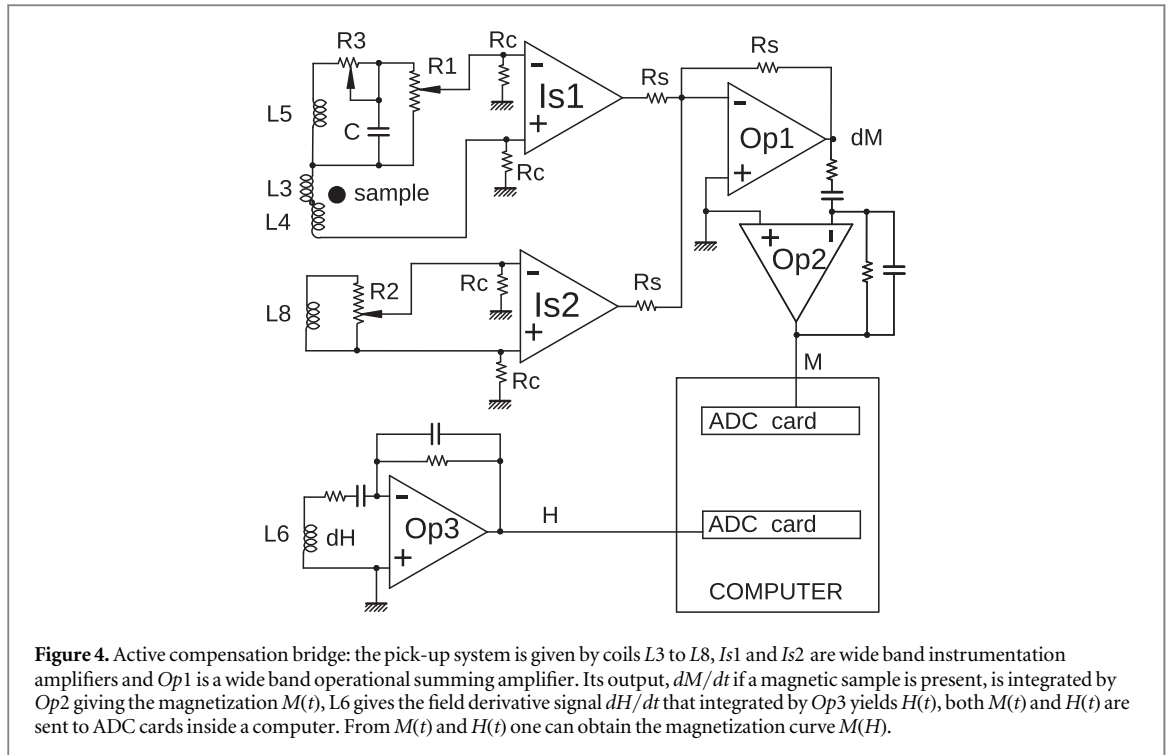 Rc
R3
R1
Rs
Rs
L5
Is1
-
+
C
-
Op1
dM
+
Rc
L3
sample
L4
+
-
Op2
Rc
-
R2
Rs
L8
Is2
+
Rc
M
ADC card
-
H
ADC card
L6
dH
Op3
+
COMPUTER
Figure 4. Active compensation bridge: the pick-up system is given by coils L3 to L8, Is1 and Is2 are wide band instrumentation
amplifiers and Op1 is a wide band operational summing amplifier. Its output, dM/dt if a magnetic sample is present, is integrated by
Op2 giving the magnetization M(t), L6 gives the field derivative signal dH/dt that integrated by Op3 yields H(t), both M(t) and H(t) are
sent to ADC cards inside a computer. From M(t) and H(t) one can obtain the magnetization curve M(H).